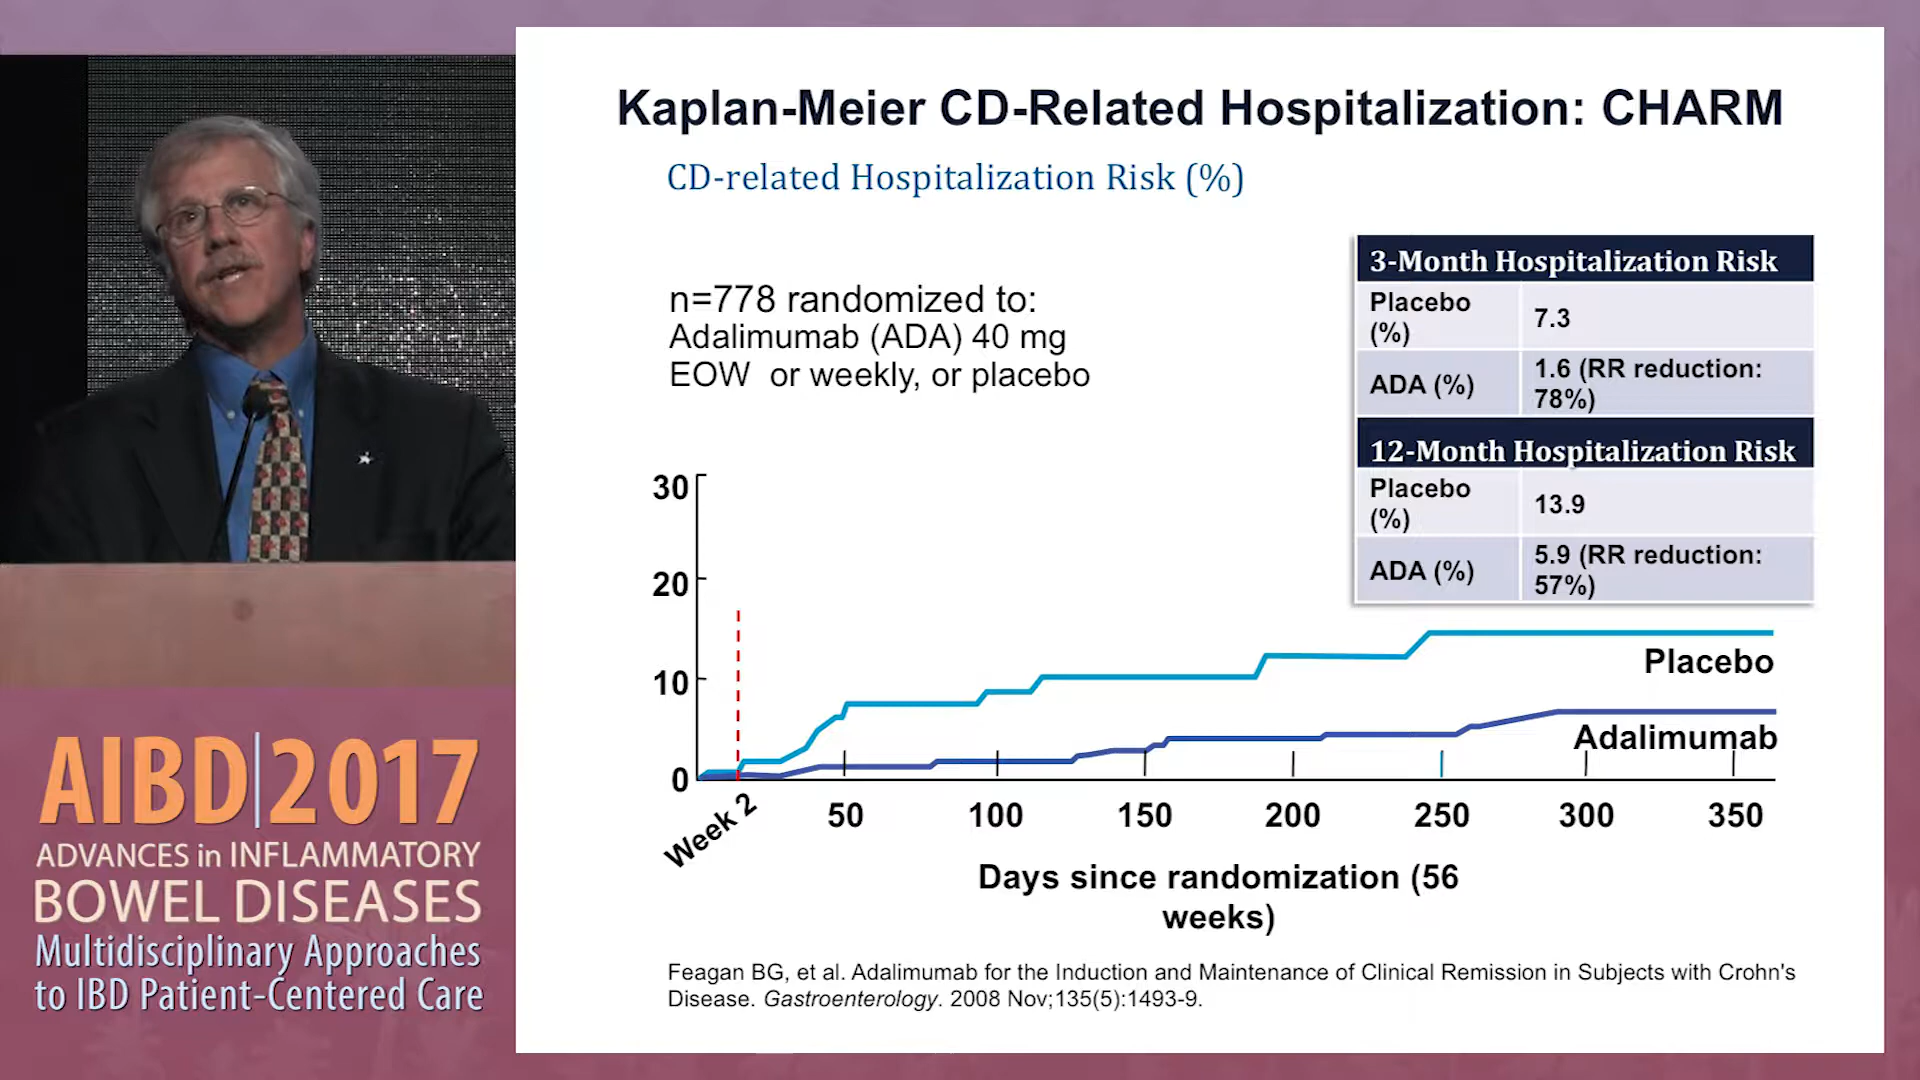 Kaplan-Meier CD-Related Hospitalization: CHARM
CD-related Hospitalization Risk (%)
n=778 randomized to:
Adalimumab (ADA) 40 mg
EOW or weekly, or placebo
3-Month Hospitalization Risk
Placebo (%) 7.3
ADA (%) 1.6 (RR reduction: 78%)
12-Month Hospitalization Risk
Placebo (%) 13.9
ADA (%) 5.9 (RR reduction: 57%)
30
20
10
0
Placebo
Adalimumab
Week 2
50 100 150 200 250 300 350
Days since randomization (56
weeks)
Feagan BG, et al. Adalimumab for the Induction and Maintenance of Clinical Remission in Subjects with Crohn's
Disease. Gastroenterology. 2008 Nov;135(5):1493-9.
AIBD|2017
ADVANCES in INFLAMMATORY
BOWEL DISEASES
Multidisciplinary Approaches
to IBD Patient-Centered Care